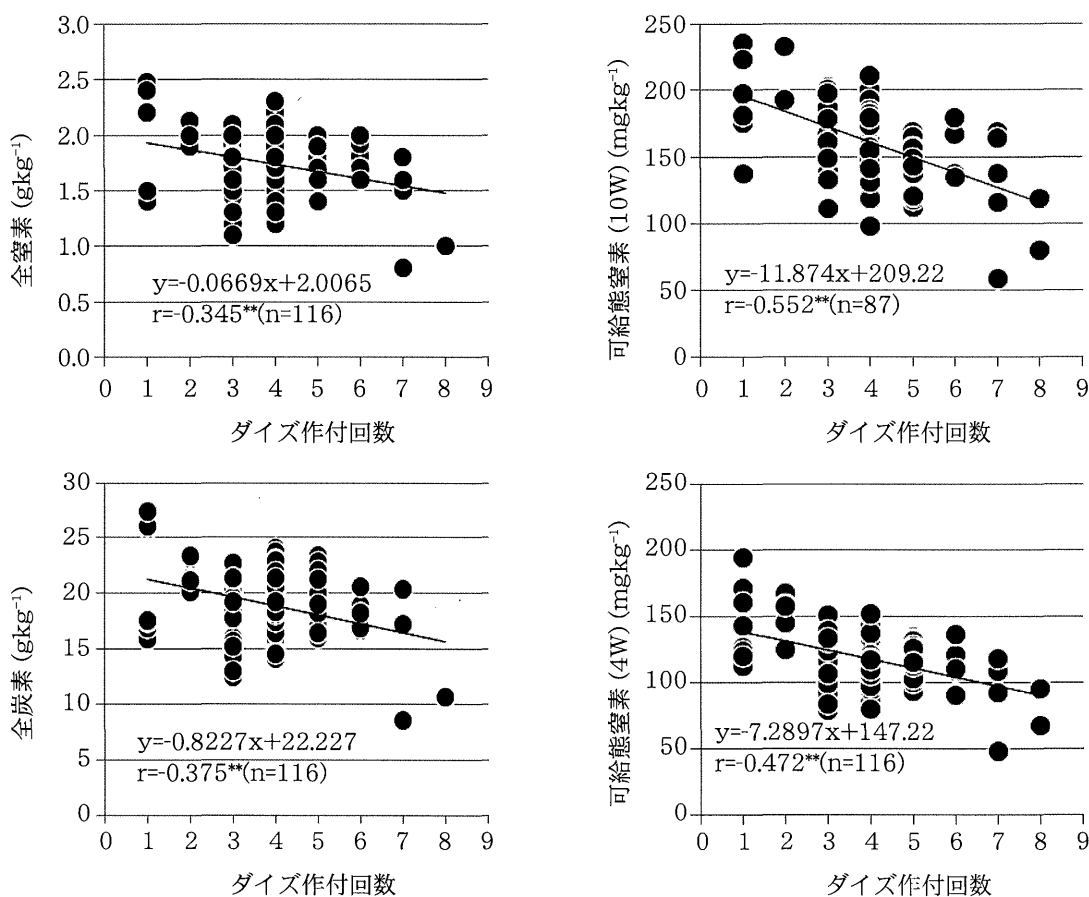 3.0
2.5
2.0
1.5
1.0
0.5
0.0
全窒素 (gkg⁻¹)
y=-0.0669x+2.0065
r=-0.345**(n=116)
0 1 2 3 4 5 6 7 8 9
ダイズ作付回数
250
200
150
100
50
0
可給態窒素 (10W) (mgkg⁻¹)
y=-11.874x+209.22
r=-0.552**(n=87)
0 1 2 3 4 5 6 7 8 9
ダイズ作付回数
30
25
20
15
10
5
0
全炭素 (gkg⁻¹)
y=-0.8227x+22.227
r=-0.375**(n=116)
0 1 2 3 4 5 6 7 8 9
ダイズ作付回数
250
200
150
100
50
0
可給態窒素 (4W) (mgkg⁻¹)
y=-7.2897x+147.22
r=-0.472**(n=116)
0 1 2 3 4 5 6 7 8 9
ダイズ作付回数